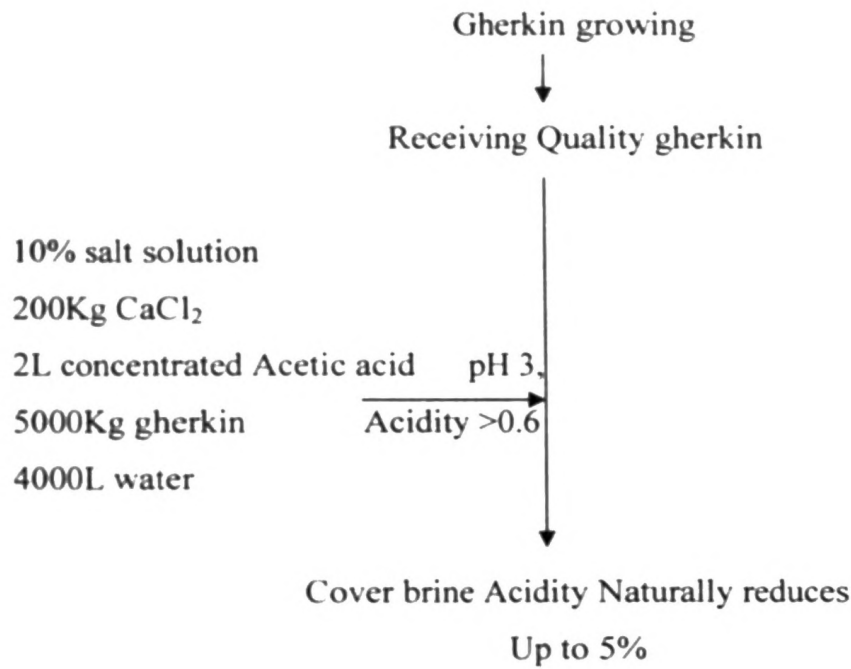 Gherkin growing
Receiving Quality gherkin
10% salt solution
200Kg CaCl₂
2L concentrated Acetic acid pH 3,
5000Kg gherkin Acidity >0.6
4000L water
Cover brine Acidity Naturally reduces
Up to 5%